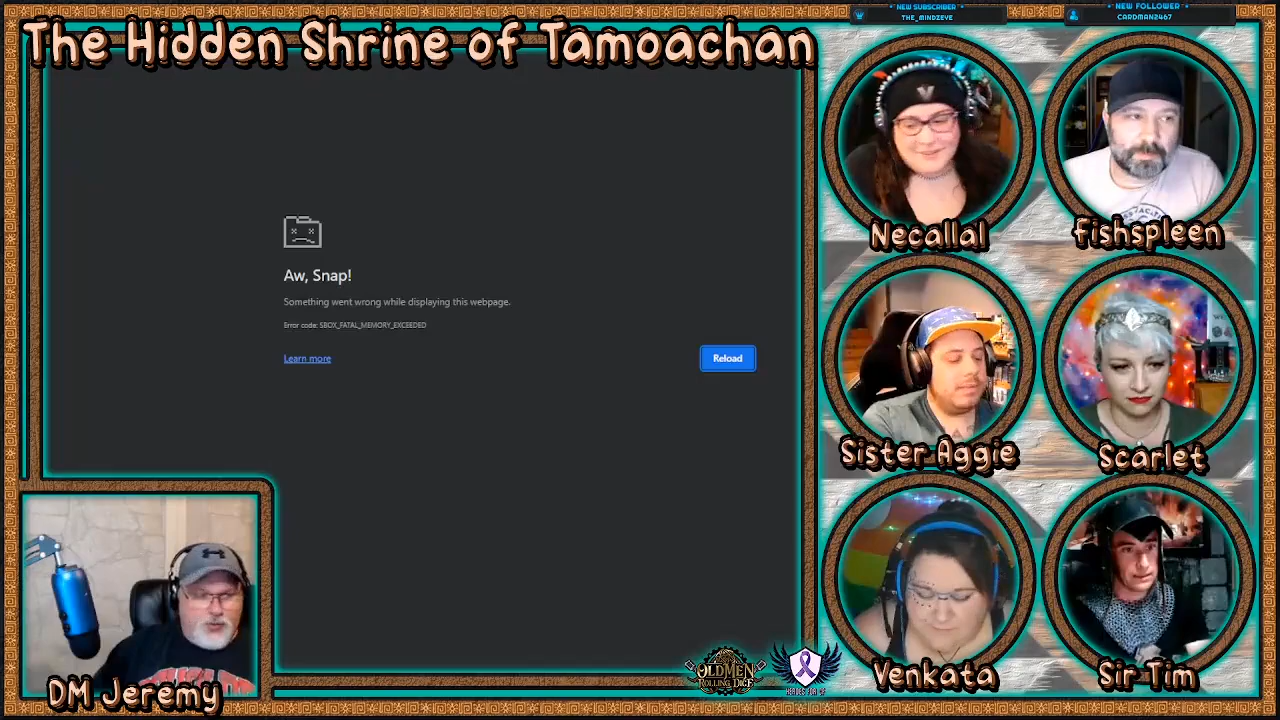 NEW SUBSCRIBER
THE_MINDZEYE
NEW FOLLOWER
CARDMAN2467
The Hidden Shrine of Tamoachan
Aw, Snap!
Something went wrong while displaying this webpage.
Error code: SBOX_FATAL_MEMORY_EXCEEDED
Learn more
Reload
Necallal
Fishspleen
Sister Aggie
Scarlet
Venkata
Sir Tim
DM Jeremy
OLD MEN
ROLLING DICE